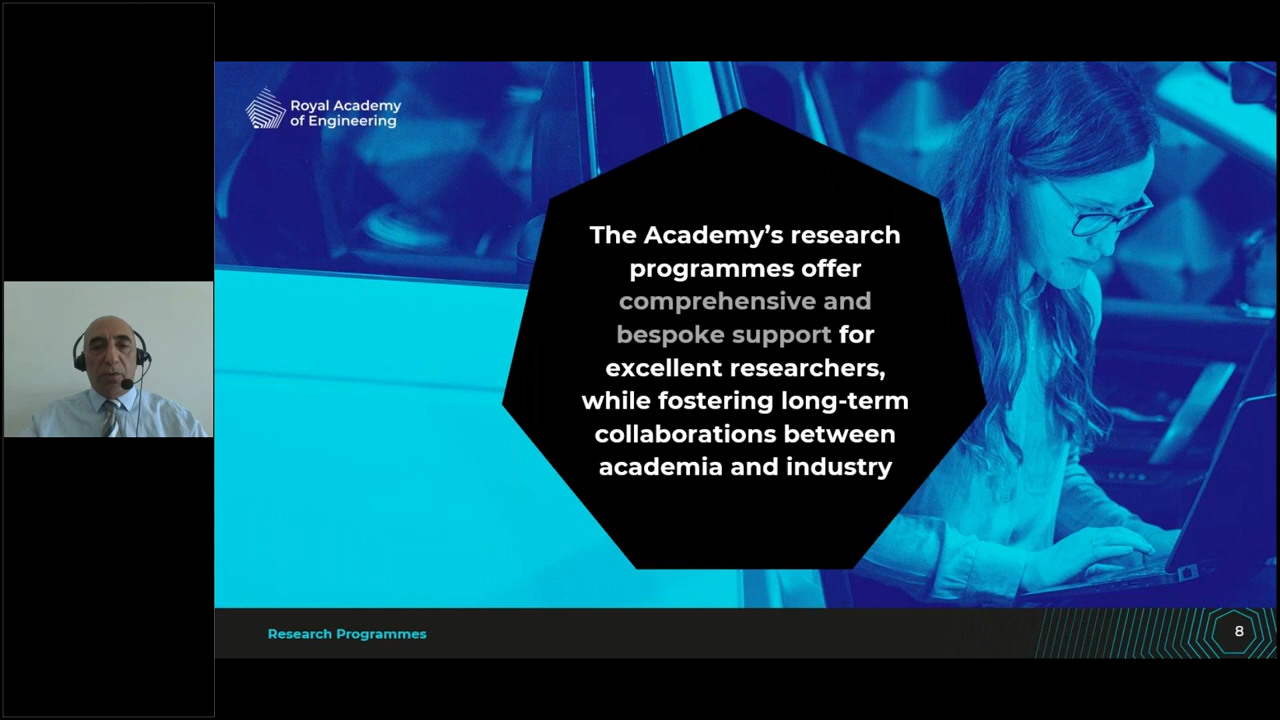 Royal Academy
of Engineering
The Academy’s research
programmes offer
comprehensive and
bespoke support for
excellent researchers,
while fostering long-term
collaborations between
academia and industry
Research Programmes
8